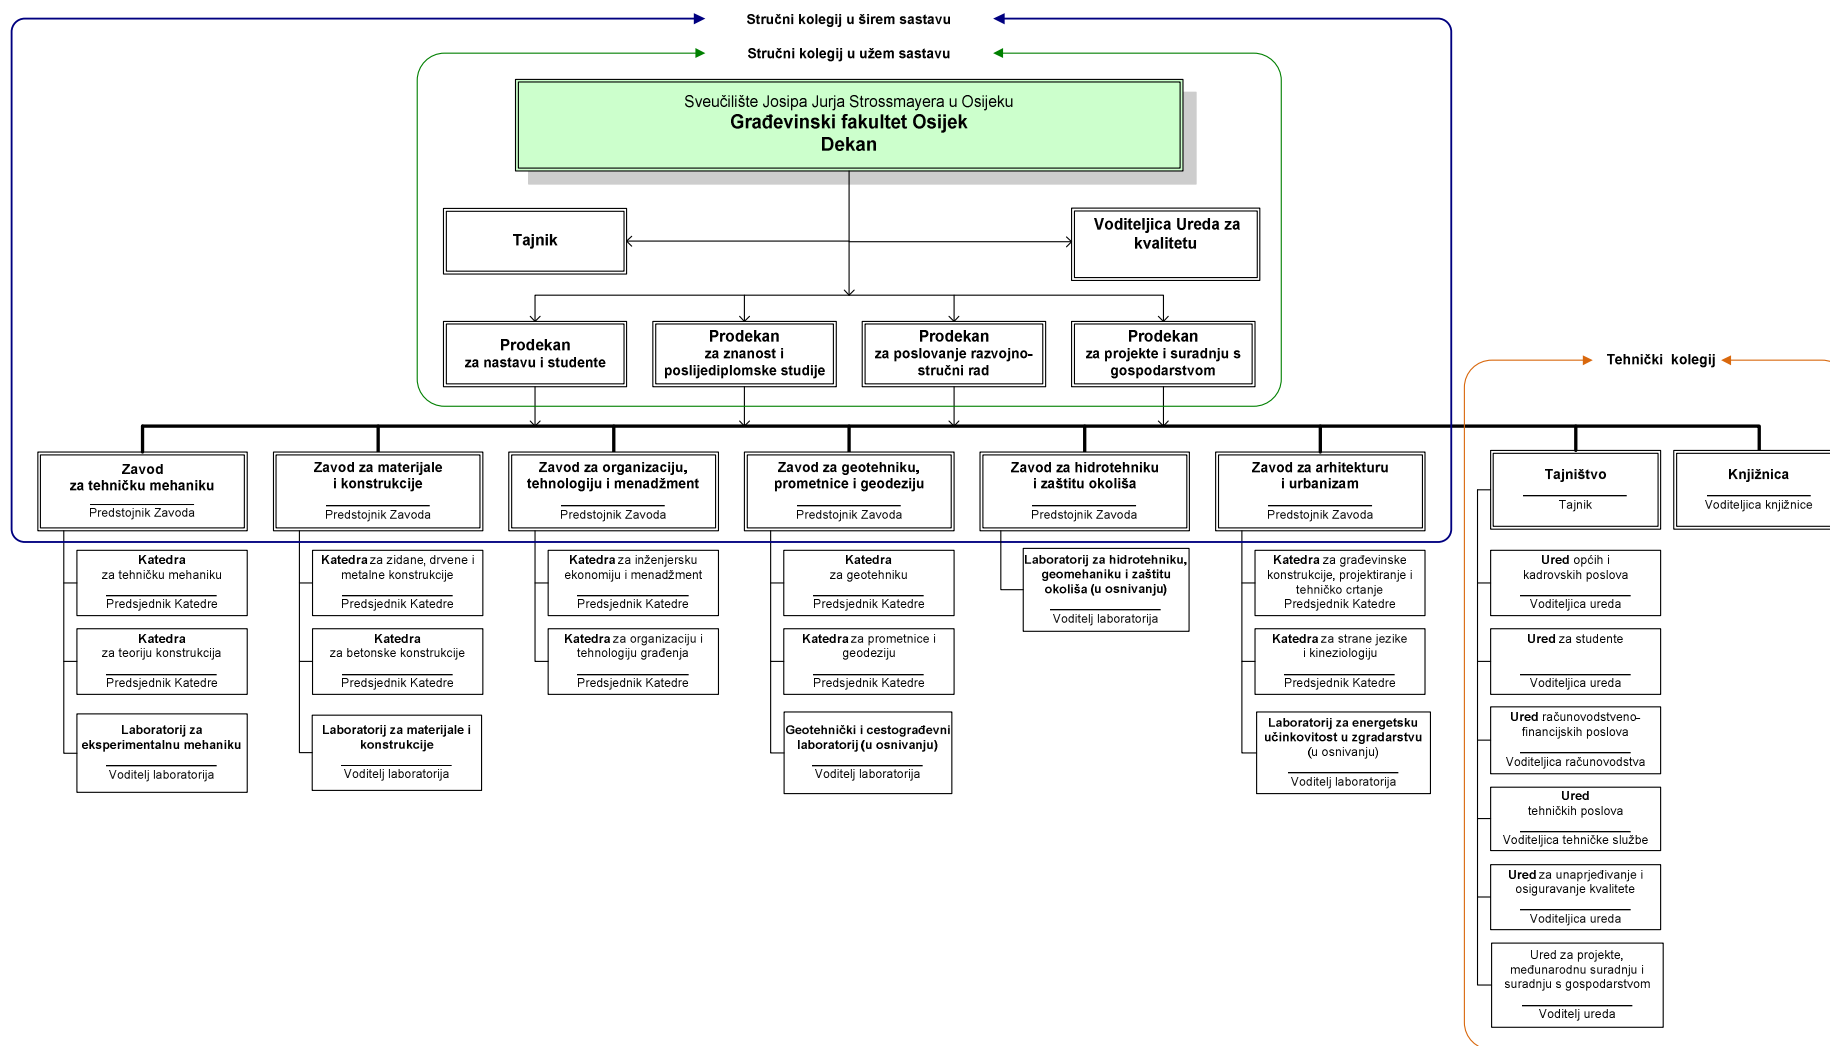 Stručni kolegij u širem sastavu
Stručni kolegij u užem sastavu
Sveučilište Josipa Jurja Strossmayera u Osijeku
Građevinski fakultet Osijek
Dekan
Tajnik
Voditeljica Ureda za
kvalitetu
Prodekan
za nastavu i studente
Prodekan
za znanost i
poslijediplomske studije
Prodekan
za poslovanje razvojno-
stručni rad
Prodekan
za projekte i suradnju s
gospodarstvom
Tehnički kolegij
Zavod
za tehničku mehaniku
Predstojnik Zavoda
Zavod za materijale
i konstrukcije
Predstojnik Zavoda
Zavod za organizaciju,
tehnologiju i menadžment
Predstojnik Zavoda
Zavod za geotehniku,
prometnice i geodeziju
Predstojnik Zavoda
Zavod za hidrotehniku
i zaštitu okoliša
Predstojnik Zavoda
Zavod za arhitekturu
i urbanizam
Predstojnik Zavoda
Tajništvo
Tajnik
Knjižnica
Voditeljica knjižnice
Katedra
za tehničku mehaniku
Predsjednik Katedre
Katedra
za teoriju konstrukcija
Predsjednik Katedre
Laboratorij za
eksperimentalnu mehaniku
Voditelj laboratorija
Katedra za zidane, drvene i
metalne konstrukcije
Predsjednik Katedre
Katedra
za betonske konstrukcije
Predsjednik Katedre
Laboratorij za materijale i
konstrukcije
Voditelj laboratorija
Katedra za inženjersku
ekonomiju i menadžment
Predsjednik Katedre
Katedra za organizaciju i
tehnologiju građenja
Predsjednik Katedre
Katedra
za geotehniku
Predsjednik Katedre
Katedra za prometnice i
geodeziju
Predsjednik Katedre
Geotehnički i cestograđevni
laboratorij (u osnivanju)
Voditelj laboratorija
Laboratorij za hidrotehniku,
geomehaniku i zaštitu
okoliša (u osnivanju)
Voditelj laboratorija
Katedra za građevinske
konstrukcije, projektiranje i
tehničko crtanje
Predsjednik Katedre
Katedra za strane jezike
i kineziologiju
Predsjednik Katedre
Laboratorij za energetsku
učinkovitost u zgradarstvu
(u osnivanju)
Voditelj laboratorija
Ured općih i
kadrovskih poslova
Voditeljica ureda
Ured za studente
Voditeljica ureda
Ured računovodstveno-
financijskih poslova
Voditeljica računovodstva
Ured
tehničkih poslova
Voditeljica tehničke službe
Ured za unaprjeđivanje i
osiguravanje kvalitete
Voditeljica ureda
Ured za projekte,
međunarodnu suradnju i
suradnju s gospodarstvom
Voditelj ureda